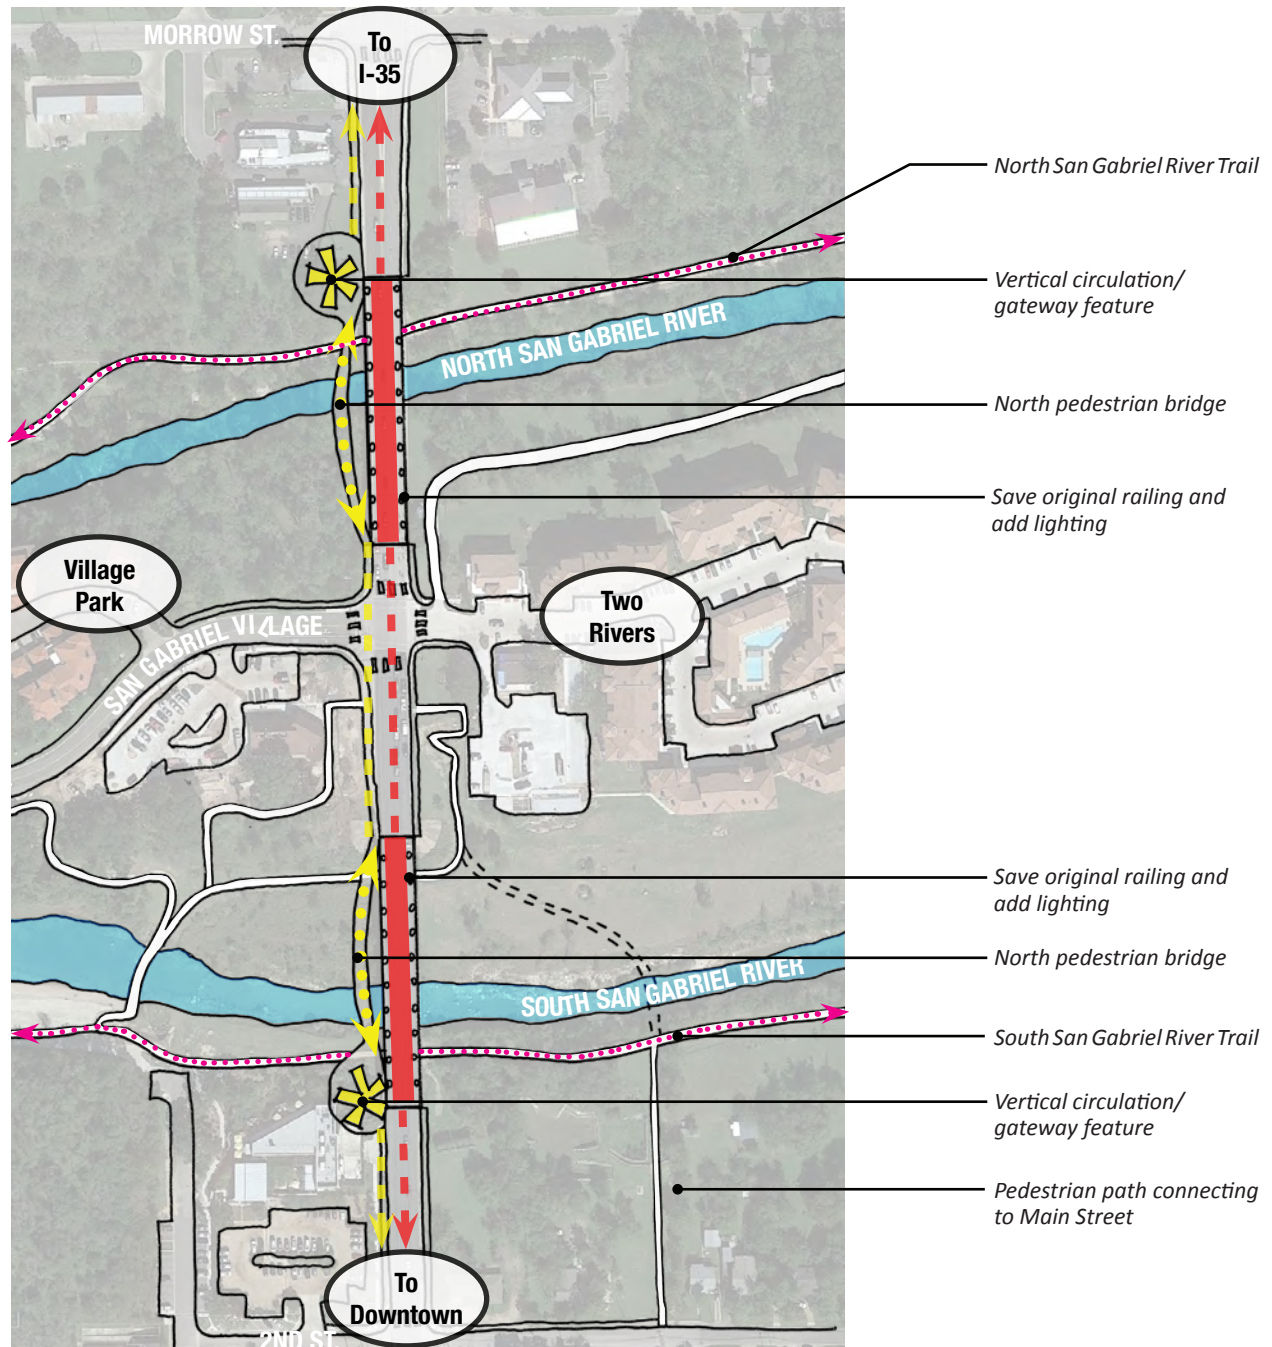 MORROW ST.
To
I-35
North San Gabriel River Trail
Vertical circulation/
gateway feature
NORTH SAN GABRIEL RIVER
North pedestrian bridge
Save original railing and
add lighting
Village
Park
Two
Rivers
SAN GABRIEL VILLAGE
Save original railing and
add lighting
North pedestrian bridge
SOUTH SAN GABRIEL RIVER
South San Gabriel River Trail
Vertical circulation/
gateway feature
Pedestrian path connecting
to Main Street
To
Downtown
2ND ST.